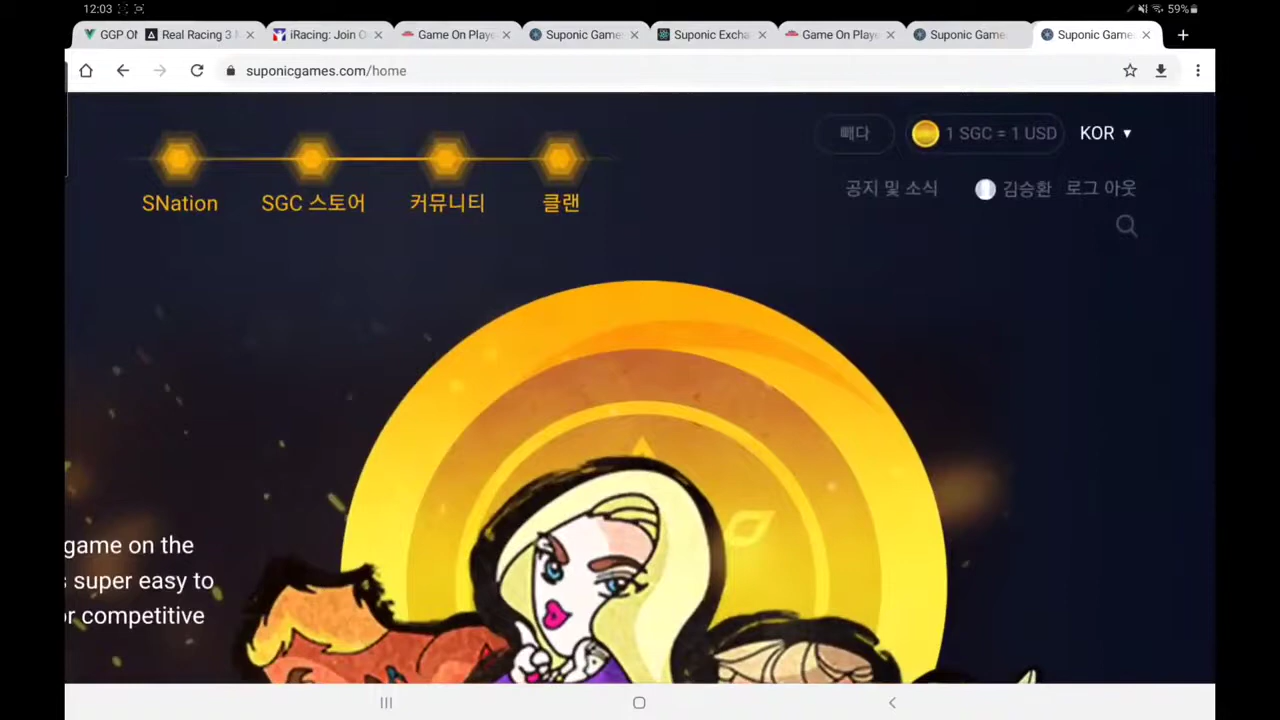 12:03
59%
GGP ON
Real Racing 3 M
iRacing: Join O
Game On Playe
Suponic Game
Suponic Excha
Game On Playe
Suponic Game
Suponic Game
suponicgames.com/home
빼다
1 SGC = 1 USD
KOR
SNation
SGC 스토어
커뮤니티
클랜
공지 및 소식
김승환
로그 아웃
game on the
s super easy to
or competitive